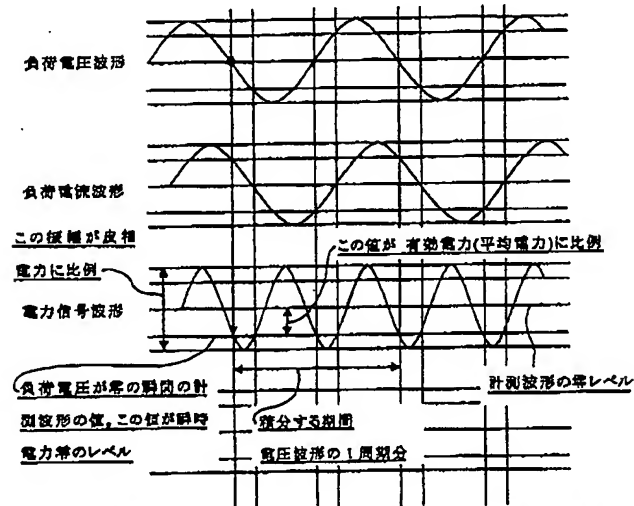 負荷電圧波形
負荷電流波形
この振幅が皮相
電力に比例
この値が 有効電力(平均電力)に比例
電力信号波形
負荷電圧が零の瞬間の計
測波形の値，この値が瞬時
電力零のレベル
計測波形の零レベル
積分する期間
電圧波形の1周期分